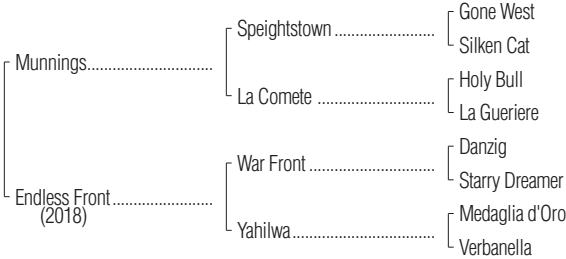 Gone West
Speightstown
Silken Cat
Munnings
Holy Bull
La Comete
La Gueriere
Danzig
War Front
Starry Dreamer
Endless Front
(2018)
Medaglia d'Oro
Yahilwa
Verbanella